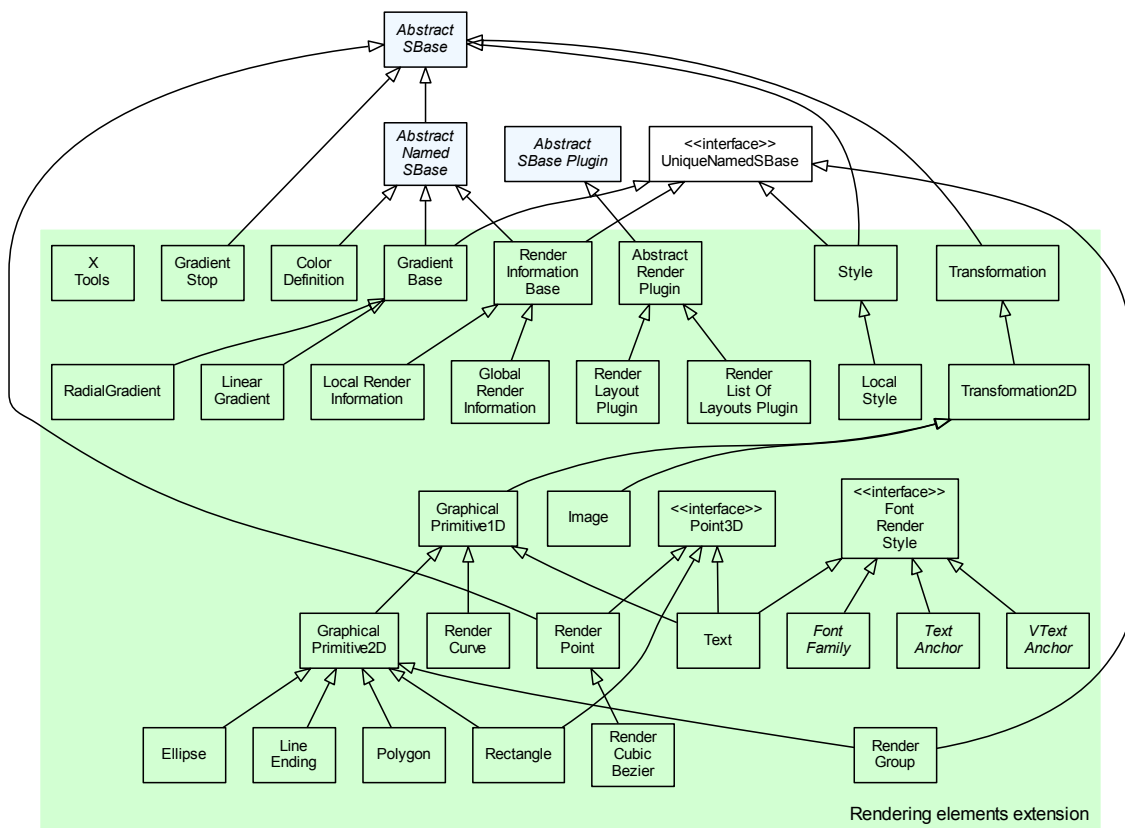 Abstract
SBase
Abstract
Named
SBase
Abstract
SBase Plugin
<<interface>>
UniqueNamedSBase
X
Tools
Gradient
Stop
Color
Definition
Gradient
Base
Render
Information
Base
Abstract
Render
Plugin
Style
Transformation
RadialGradient
Linear
Gradient
Local Render
Information
Global
Render
Information
Render
Layout
Plugin
Render
List Of
Layouts Plugin
Local
Style
Transformation2D
Graphical
Primitive1D
Image
<<interface>>
Point3D
<<interface>>
Font
Render
Style
Graphical
Primitive2D
Render
Curve
Render
Point
Text
Font
Family
Text
Anchor
VText
Anchor
Ellipse
Line
Ending
Polygon
Rectangle
Render
Cubic
Bezier
Render
Group
Rendering elements extension